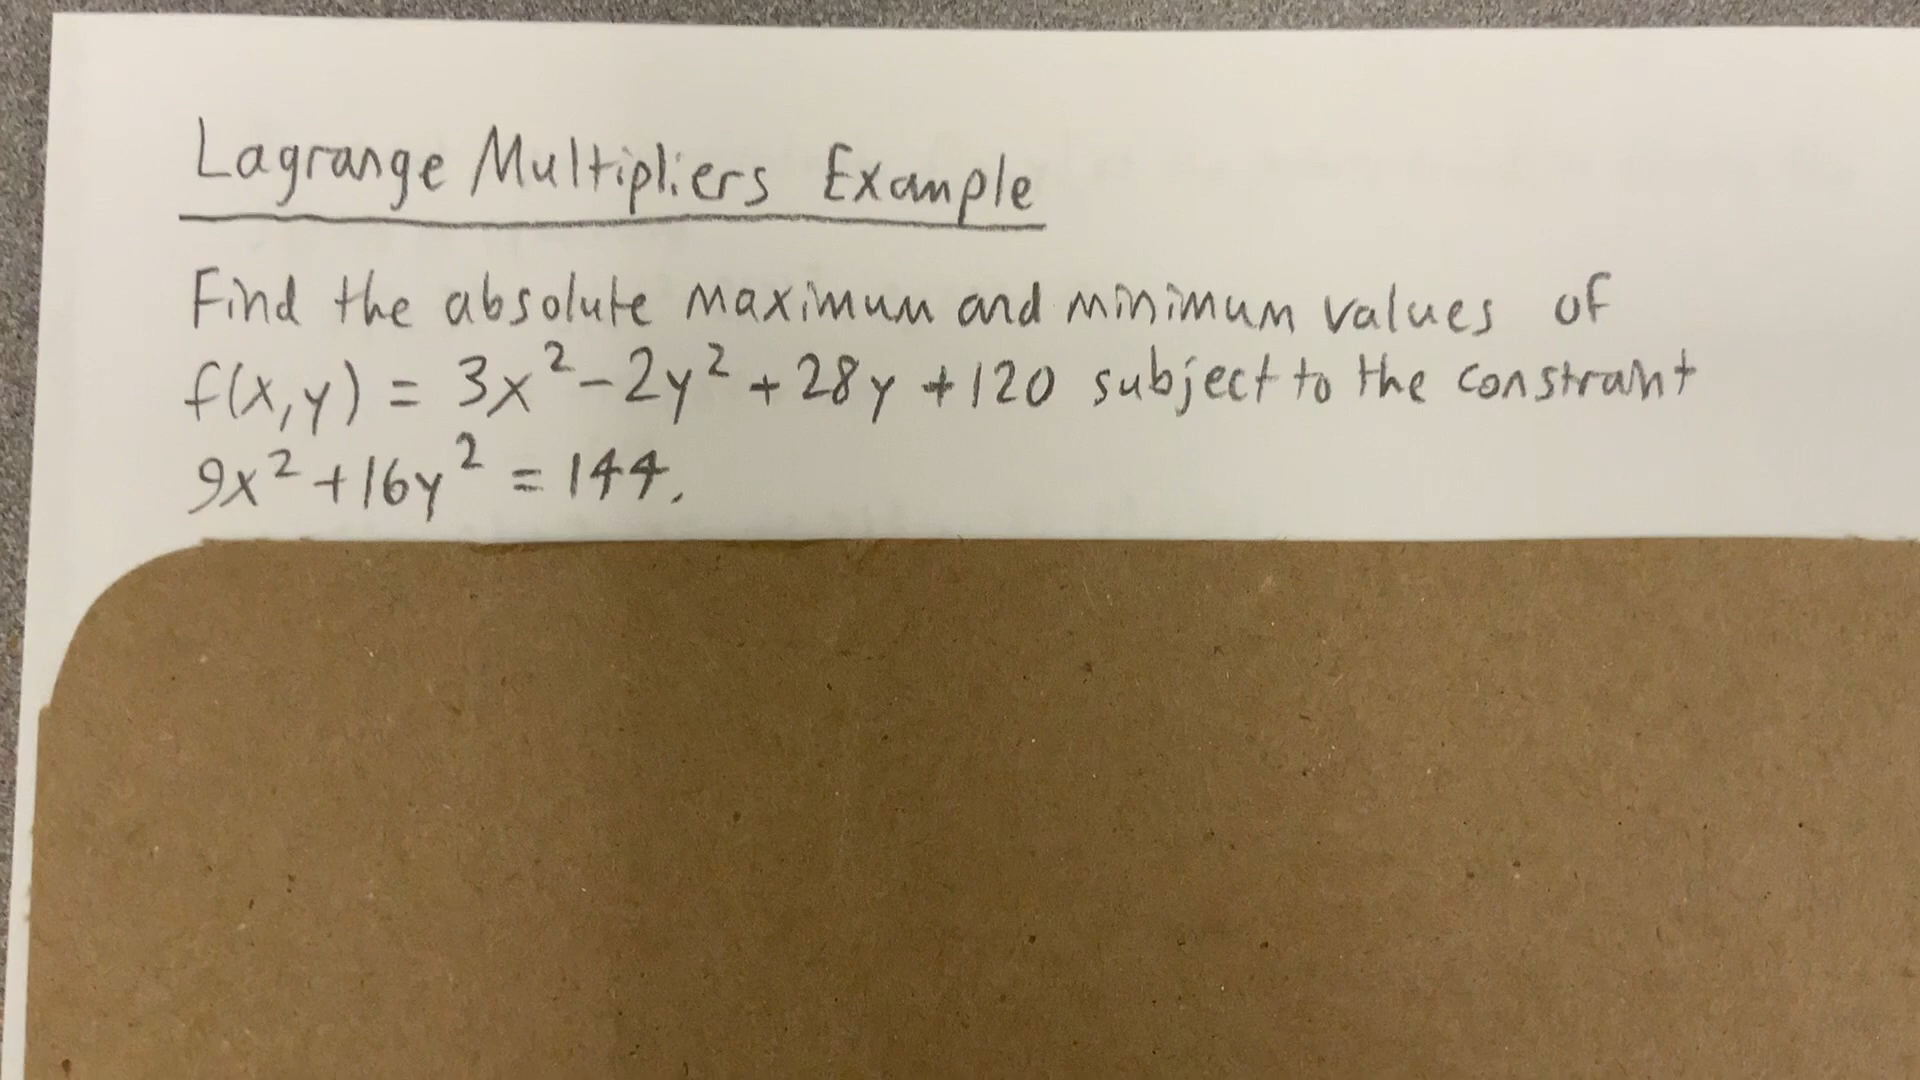 Lagrange Multipliers Example
Find the absolute maximum and minimum values of
f(x,y) = 3x² - 2y² + 28y + 120 subject to the constraint
9x² + 16y² = 144.